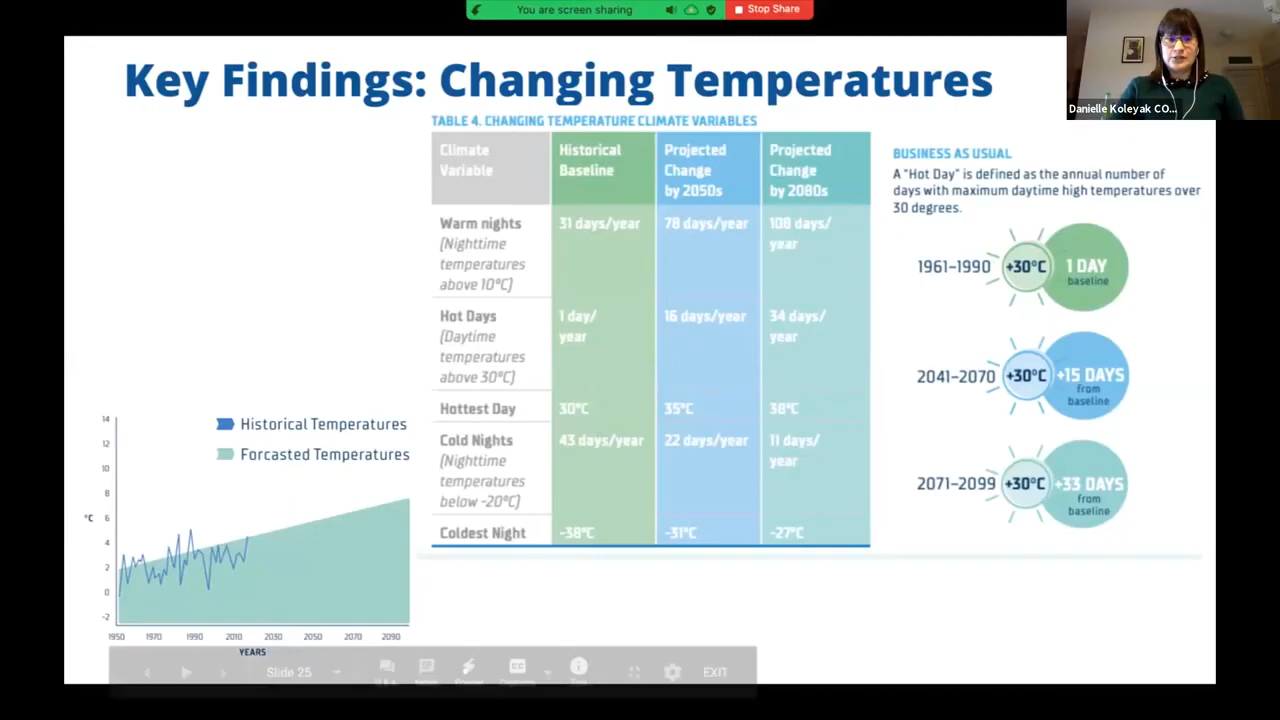 You are screen sharing
Stop Share
Danielle Koleyak CO...
Key Findings: Changing Temperatures
TABLE 4. CHANGING TEMPERATURE CLIMATE VARIABLES
Climate Variable
Historical Baseline
Projected Change by 2050s
Projected Change by 2080s
Warm nights
(Nighttime temperatures above 10°C)
31 days/year
78 days/year
108 days/year
Hot Days
(Daytime temperatures above 30°C)
1 day/year
16 days/year
34 days/year
Hottest Day
30°C
35°C
38°C
Cold Nights
(Nighttime temperatures below -20°C)
43 days/year
22 days/year
11 days/year
Coldest Night
-38°C
-31°C
-27°C
BUSINESS AS USUAL
A "Hot Day" is defined as the annual number of
days with maximum daytime high temperatures over
30 degrees.
1961-1990
+30°C
1 DAY
baseline
2041-2070
+30°C
+15 DAYS
from
baseline
2071-2099
+30°C
+33 DAYS
from
baseline
Historical Temperatures
Forcasted Temperatures
°C
14
12
10
8
6
4
2
0
-2
1950 1970 1990 2010 2030 2050 2070 2090
YEARS
Slide 25
CC
EXIT